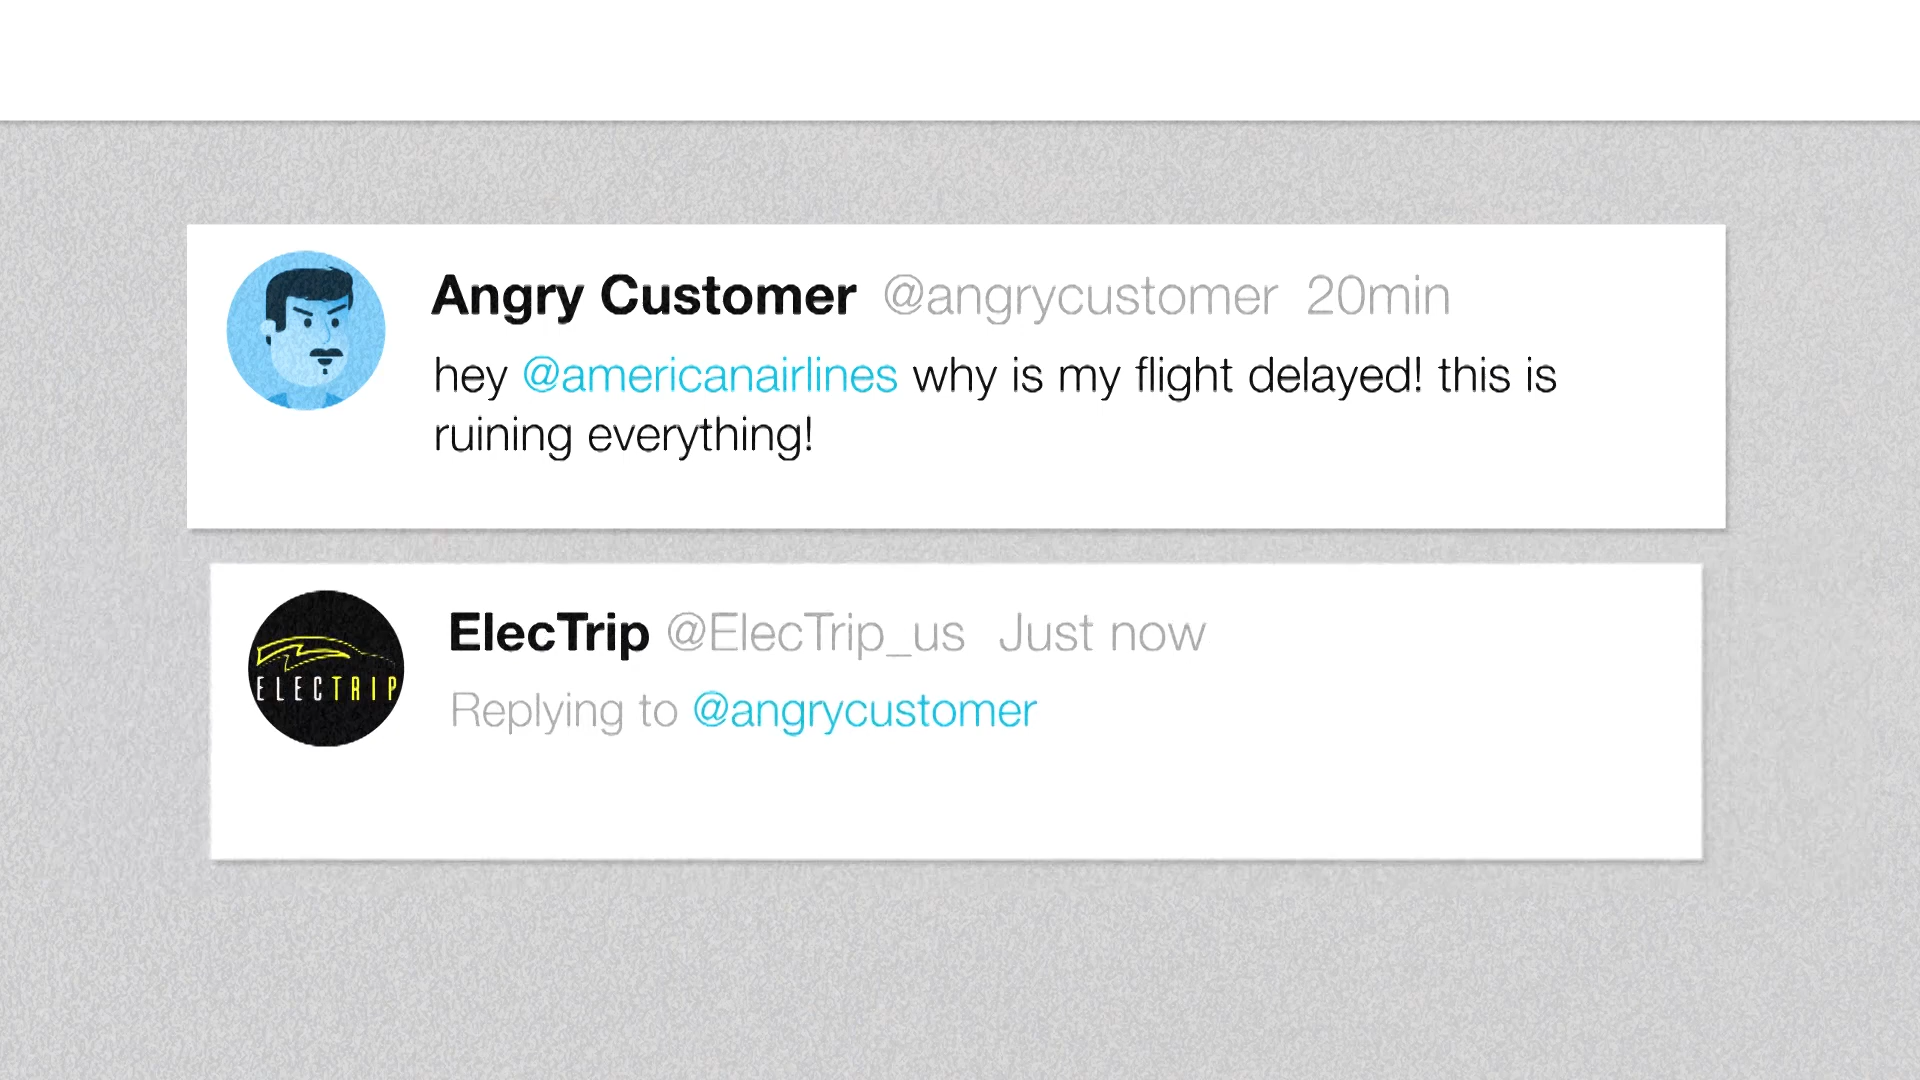 Angry Customer @angrycustomer 20min
hey @americanairlines why is my flight delayed! this is
ruining everything!
ElecTrip @ElecTrip_us Just now
ELECTRIP
Replying to @angrycustomer